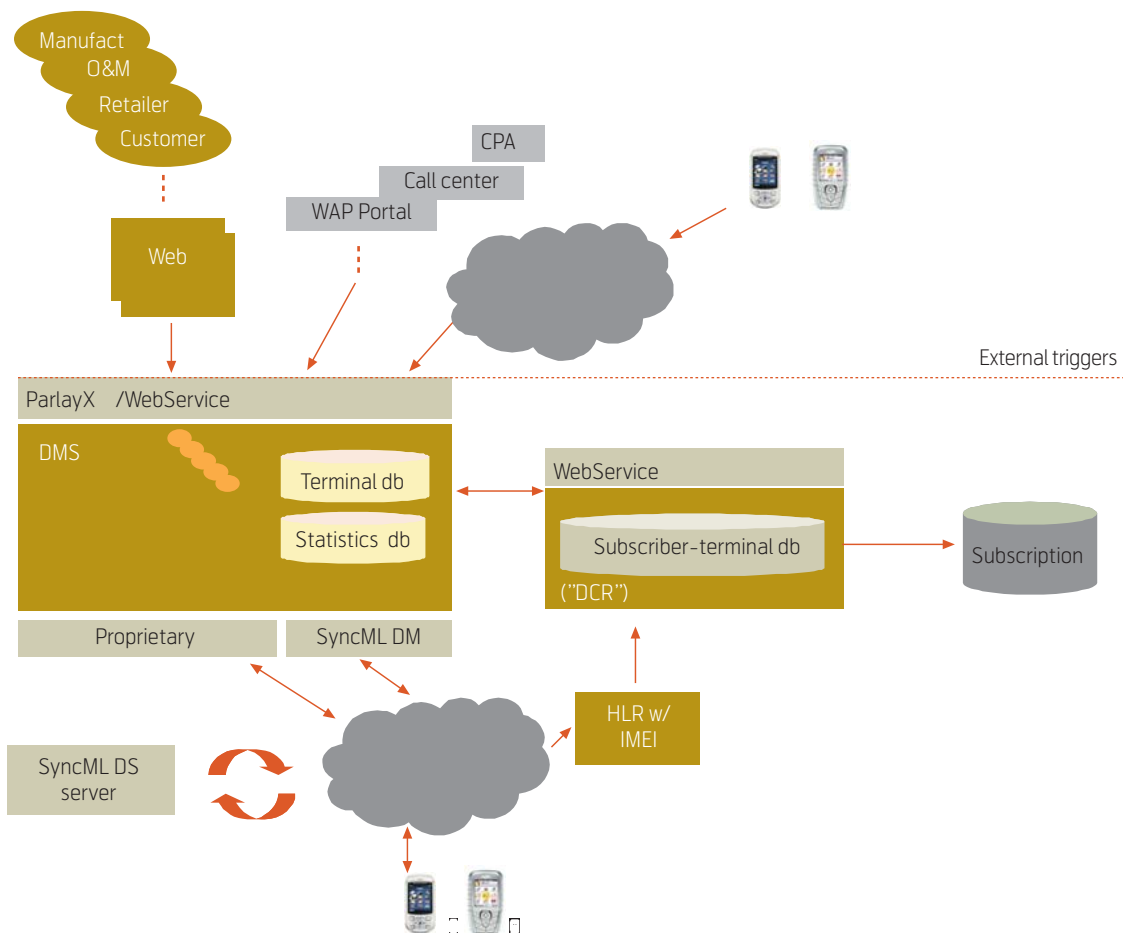 Manufact
O&M
Retailer
Customer
CPA
Call center
WAP Portal
Web
External triggers
ParlayX /WebService
DMS
Terminal db
Statistics db
WebService
Subscriber-terminal db
("DCR")
Subscription
Proprietary
SyncML DM
HLR w/
IMEI
SyncML DS
server